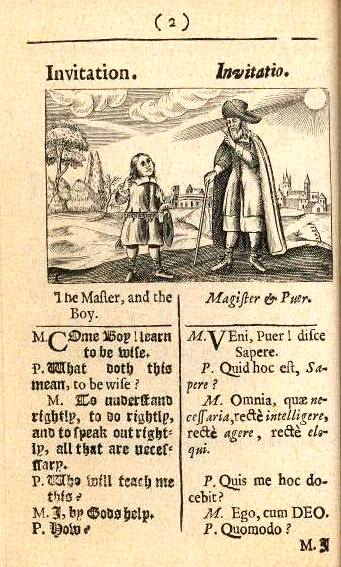 ( 2 )
Invitation.
Invitatio.
The Maſter, and the
Boy.
M. COme Boy! learn
to be wiſe.
P. What doth this
mean, to be wiſe?
M. To underſtand
rightly, to do rightly,
and to ſpeak out right-
ly, all that are neceſ-
ſary.
P. Who will teach me
this?
M. I, by Gods help.
P. How?
Magiſter & Puer.
M. VEni, Puer! diſce
Sapere.
P. Quid hoc eſt, Sa-
pere?
M. Omnia, quæ ne-
ceſſaria, rectè intelligere,
rectè agere, rectè elo-
qui.
P. Quis me hoc do-
cebit?
M. Ego, cum DEO.
P. Quomodo?
M. I